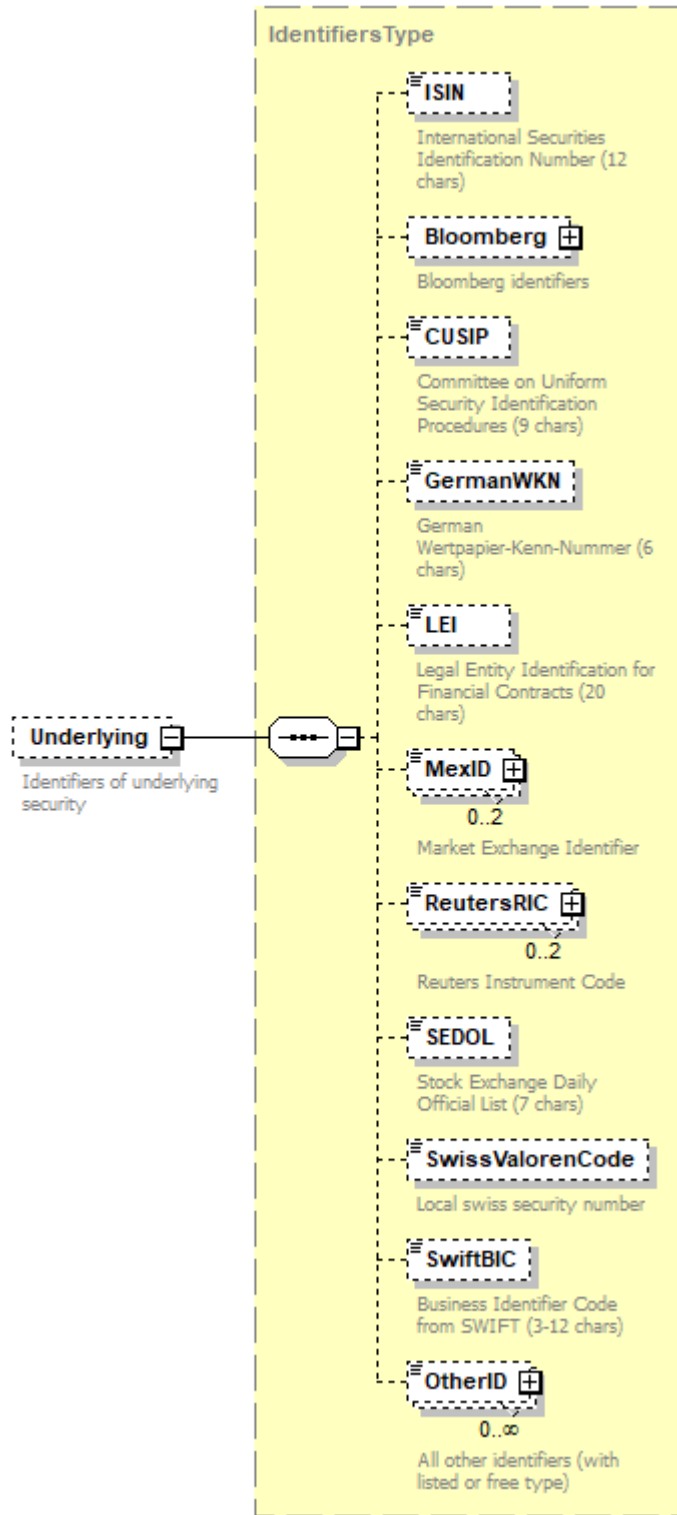 IdentifiersType
ISIN
International Securities
Identification Number (12
chars)
Bloomberg
Bloomberg identifiers
CUSIP
Committee on Uniform
Security Identification
Procedures (9 chars)
GermanWKN
German
Wertpapier-Kenn-Nummer (6
chars)
LEI
Legal Entity Identification for
Financial Contracts (20
chars)
Underlying
Identifiers of underlying
security
MexID
0..2
Market Exchange Identifier
ReutersRIC
0..2
Reuters Instrument Code
SEDOL
Stock Exchange Daily
Official List (7 chars)
SwissValorenCode
Local swiss security number
SwiftBIC
Business Identifier Code
from SWIFT (3-12 chars)
OtherID
0..∞
All other identifiers (with
listed or free type)